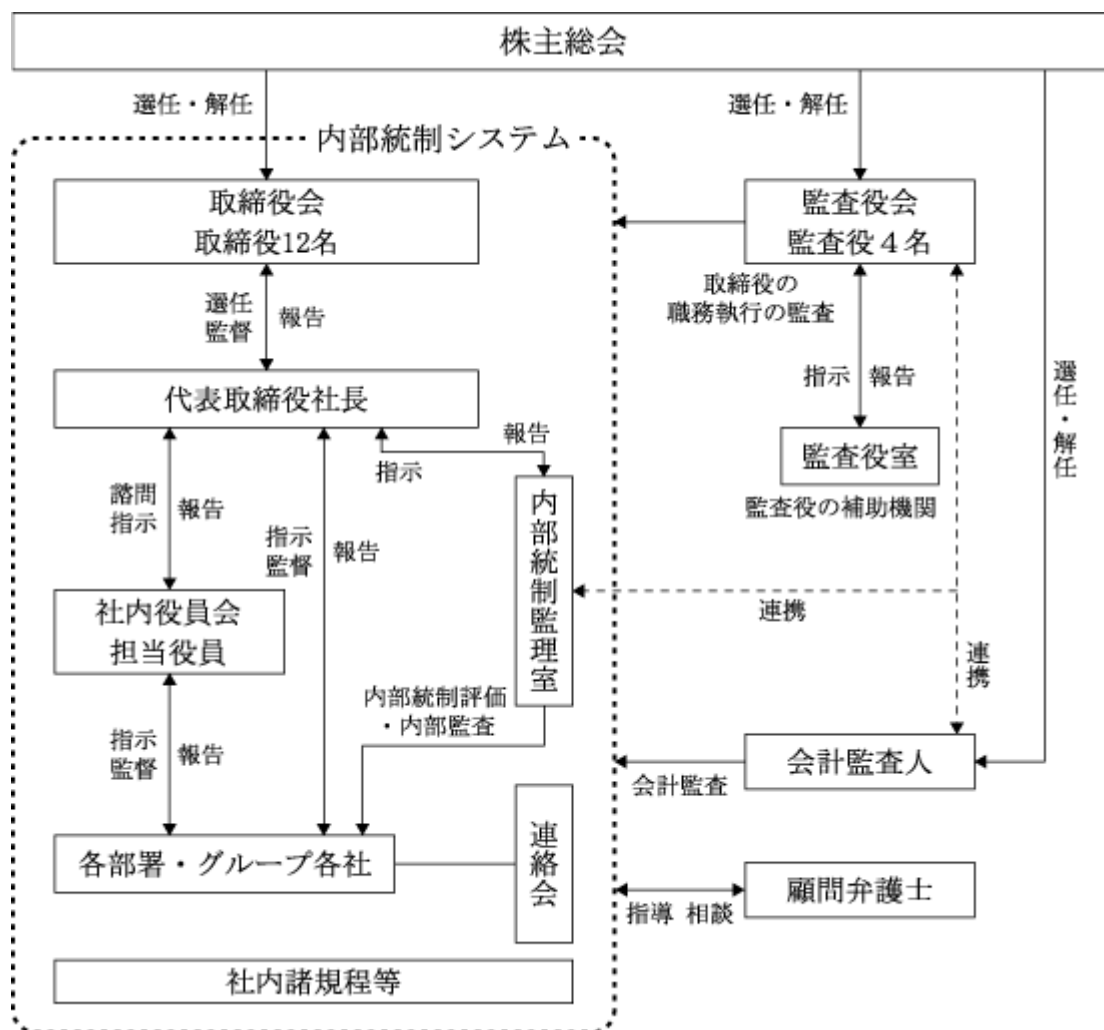 株主総会
選任・解任
選任・解任
内部統制システム
取締役会
取締役12名
監査役会
監査役４名
選任
監督
報告
取締役の
職務執行の監査
代表取締役社長
指示
報告
選任・解任
報告
指示
監査役室
監査役の補助機関
諮問
指示
報告
指示
監督
報告
内部統制監理室
社内役員会
担当役員
連携
連携
内部統制評価
・内部監査
指示
監督
報告
会計監査人
会計監査
連絡会
各部署・グループ各社
顧問弁護士
指導 相談
社内諸規程等